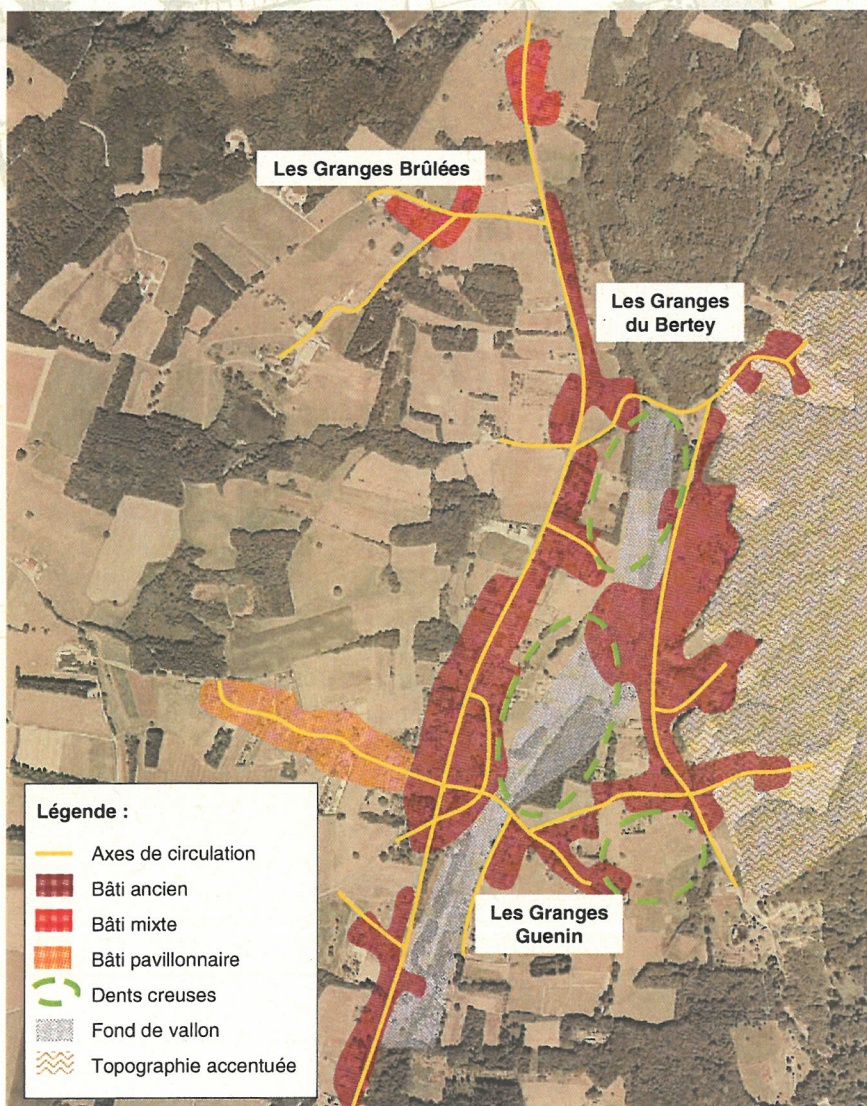 Les Granges Brûlées
Les Granges
du Bertey
Les Granges
Guenin
Légende :
Axes de circulation
Bâti ancien
Bâti mixte
Bâti pavillonnaire
Dents creuses
Fond de vallon
Topographie accentuée